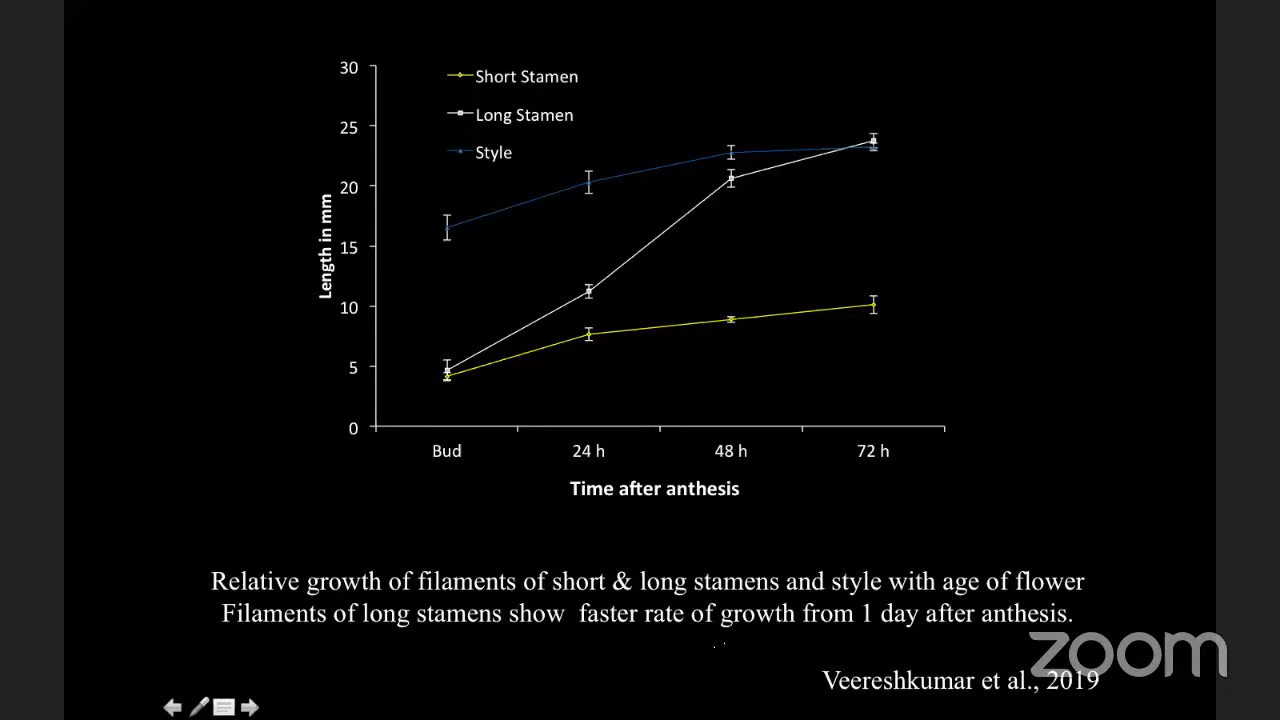 30
Short Stamen
25
Long Stamen
Style
20
15
10
5
0
Length in mm
Bud
24 h
48 h
72 h
Time after anthesis
Relative growth of filaments of short & long stamens and style with age of flower
Filaments of long stamens show faster rate of growth from 1 day after anthesis.
zoom
Veereshkumar et al., 2019